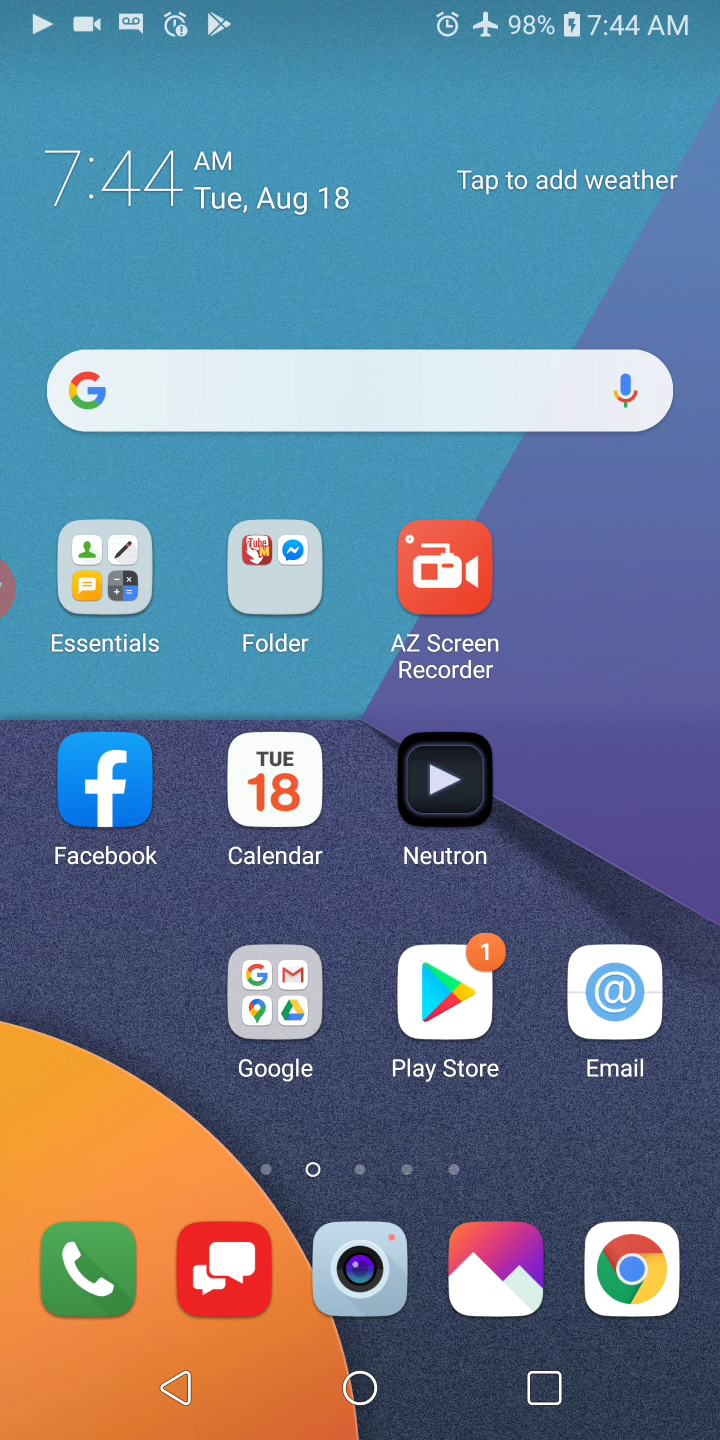 98% 7:44 AM
7:44 AM
Tue, Aug 18
Tap to add weather
Essentials
Folder
AZ Screen
Recorder
TUE
18
Facebook
Calendar
Neutron
1
@
Google
Play Store
Email